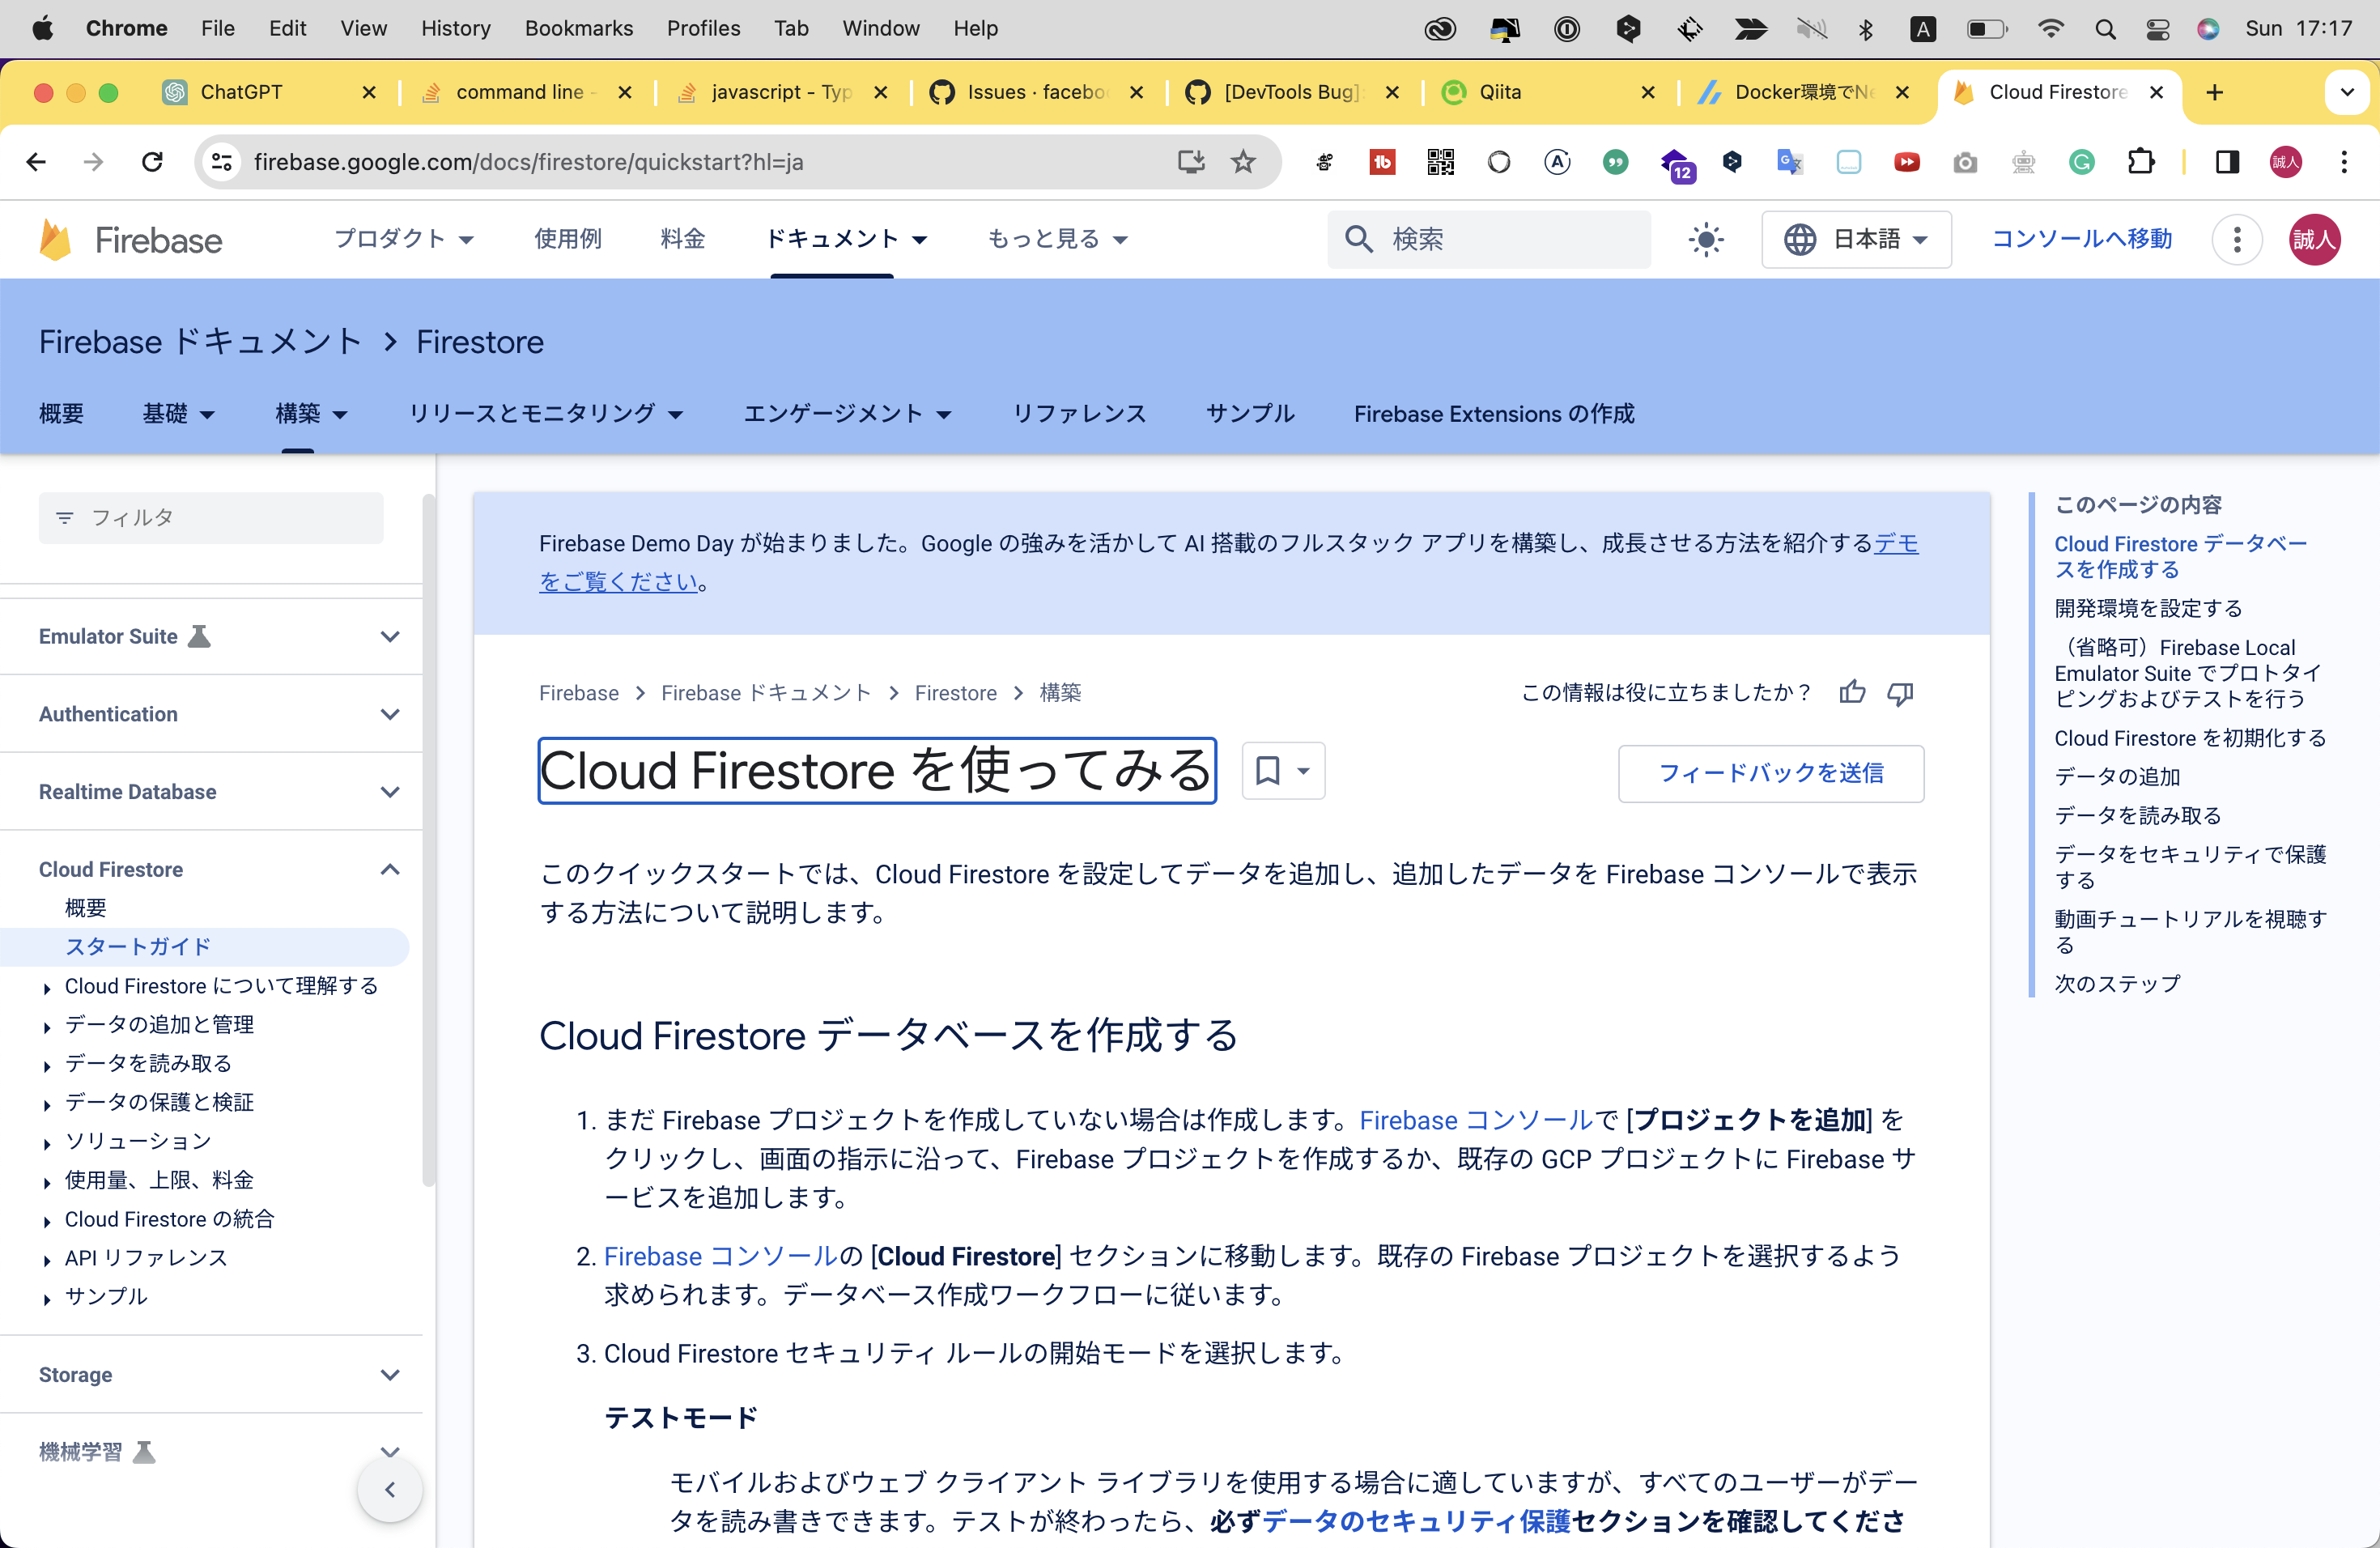 Chrome File Edit View History Bookmarks Profiles Tab Window Help
A
Sun 17:17
ChatGPT
command line -
javascript - Typ
Issues · facebo
[DevTools Bug]:
Qiita
Docker環境でNe
Cloud Firestore
firebase.google.com/docs/firestore/quickstart?hl=ja
12
誠人
Firebase
プロダクト
使用例
料金
ドキュメント
もっと見る
検索
日本語
コンソールへ移動
誠人
Firebase ドキュメント
Firestore
概要
基礎
構築
リリースとモニタリング
エンゲージメント
リファレンス
サンプル
Firebase Extensions の作成
フィルタ
Emulator Suite
Authentication
Realtime Database
Cloud Firestore
概要
スタートガイド
Cloud Firestore について理解する
データの追加と管理
データを読み取る
データの保護と検証
ソリューション
使用量、上限、料金
Cloud Firestore の統合
API リファレンス
サンプル
Storage
機械学習
Firebase Demo Day が始まりました。Google の強みを活かして AI 搭載のフルスタック アプリを構築し、成長させる方法を紹介するデモ
をご覧ください。
Firebase
Firebase ドキュメント
Firestore
構築
この情報は役に立ちましたか？
Cloud Firestore を使ってみる
フィードバックを送信
このクイックスタートでは、Cloud Firestore を設定してデータを追加し、追加したデータを Firebase コンソールで表示
する方法について説明します。
Cloud Firestore データベースを作成する
1. まだ Firebase プロジェクトを作成していない場合は作成します。Firebase コンソールで [プロジェクトを追加] を
クリックし、画面の指示に沿って、Firebase プロジェクトを作成するか、既存の GCP プロジェクトに Firebase サ
ービスを追加します。
2. Firebase コンソールの [Cloud Firestore] セクションに移動します。既存の Firebase プロジェクトを選択するよう
求められます。データベース作成ワークフローに従います。
3. Cloud Firestore セキュリティ ルールの開始モードを選択します。
テストモード
モバイルおよびウェブ クライアント ライブラリを使用する場合に適していますが、すべてのユーザーがデー
タを読み書きできます。テストが終わったら、必ずデータのセキュリティ保護セクションを確認してくださ
このページの内容
Cloud Firestore データベー
スを作成する
開発環境を設定する
（省略可）Firebase Local
Emulator Suite でプロトタイ
ピングおよびテストを行う
Cloud Firestore を初期化する
データの追加
データを読み取る
データをセキュリティで保護
する
動画チュートリアルを視聴す
る
次のステップ